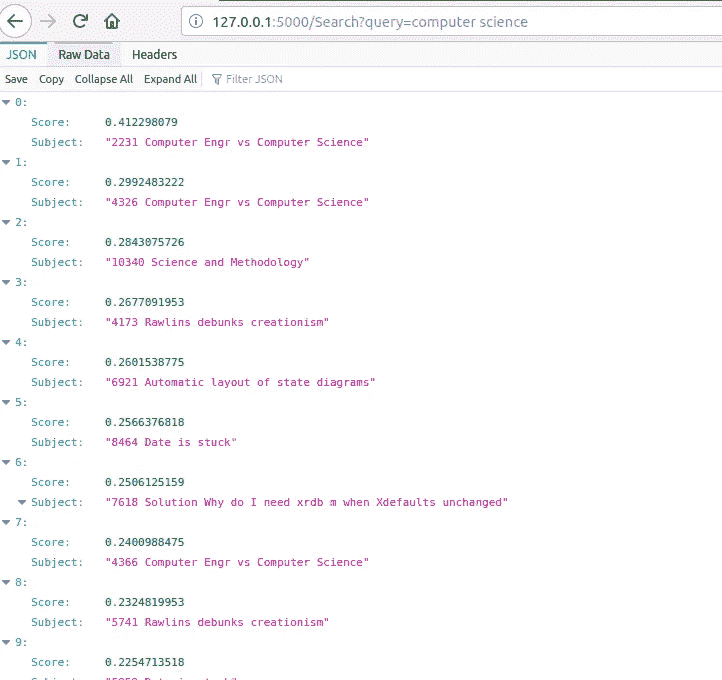 127.0.0.1:5000/Search?query=computer science
JSON Raw Data Headers
Save Copy Collapse All Expand All Filter JSON
0:
Score: 0.412298079
Subject: "2231 Computer Engr vs Computer Science"
1:
Score: 0.2992483222
Subject: "4326 Computer Engr vs Computer Science"
2:
Score: 0.2843075726
Subject: "10340 Science and Methodology"
3:
Score: 0.2677091953
Subject: "4173 Rawlins debunks creationism"
4:
Score: 0.2601538775
Subject: "6921 Automatic layout of state diagrams"
5:
Score: 0.2566376818
Subject: "8464 Date is stuck"
6:
Score: 0.2506125159
Subject: "7618 Solution Why do I need xrdb m when Xdefaults unchanged"
7:
Score: 0.2400988475
Subject: "4366 Computer Engr vs Computer Science"
8:
Score: 0.2324819953
Subject: "5741 Rawlins debunks creationism"
9:
Score: 0.2254713518